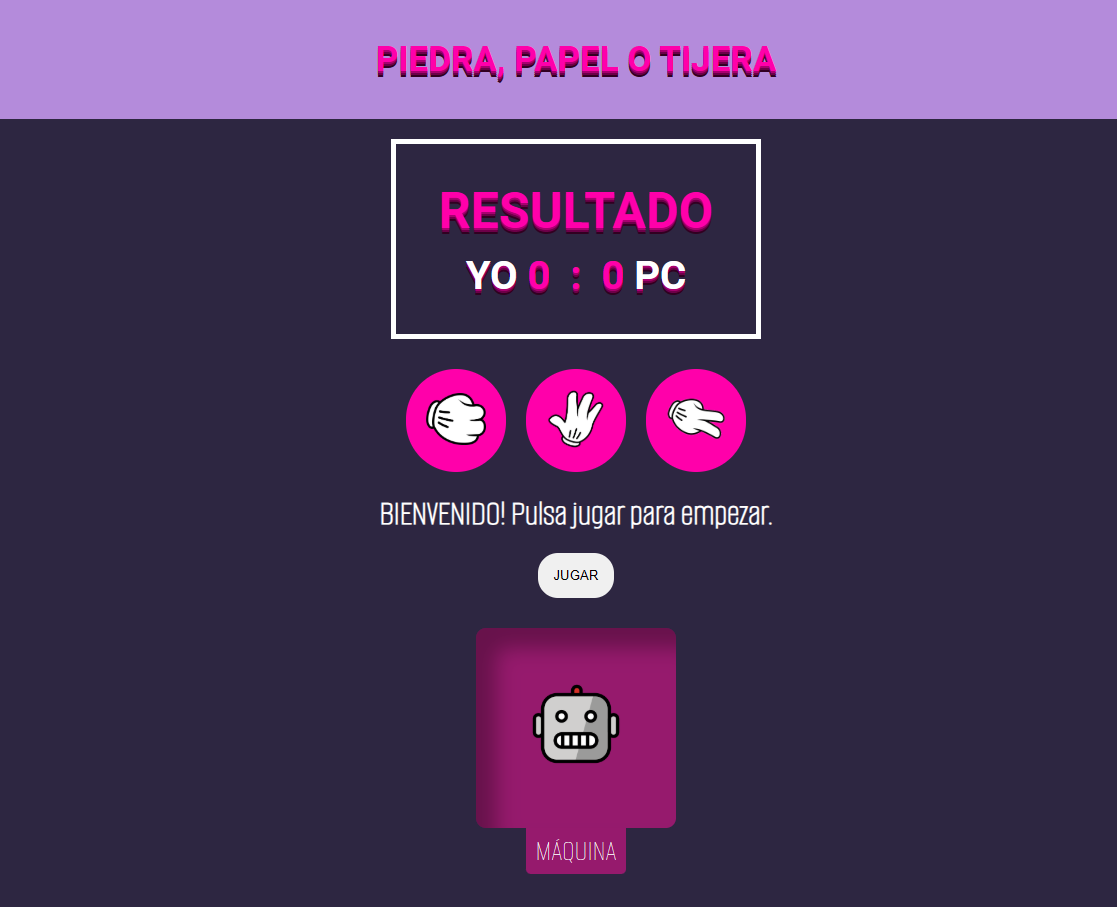 PIEDRA, PAPEL O TIJERA
RESULTADO
YO 0 : 0 PC
BIENVENIDO! Pulsa jugar para empezar.
JUGAR
MÁQUINA